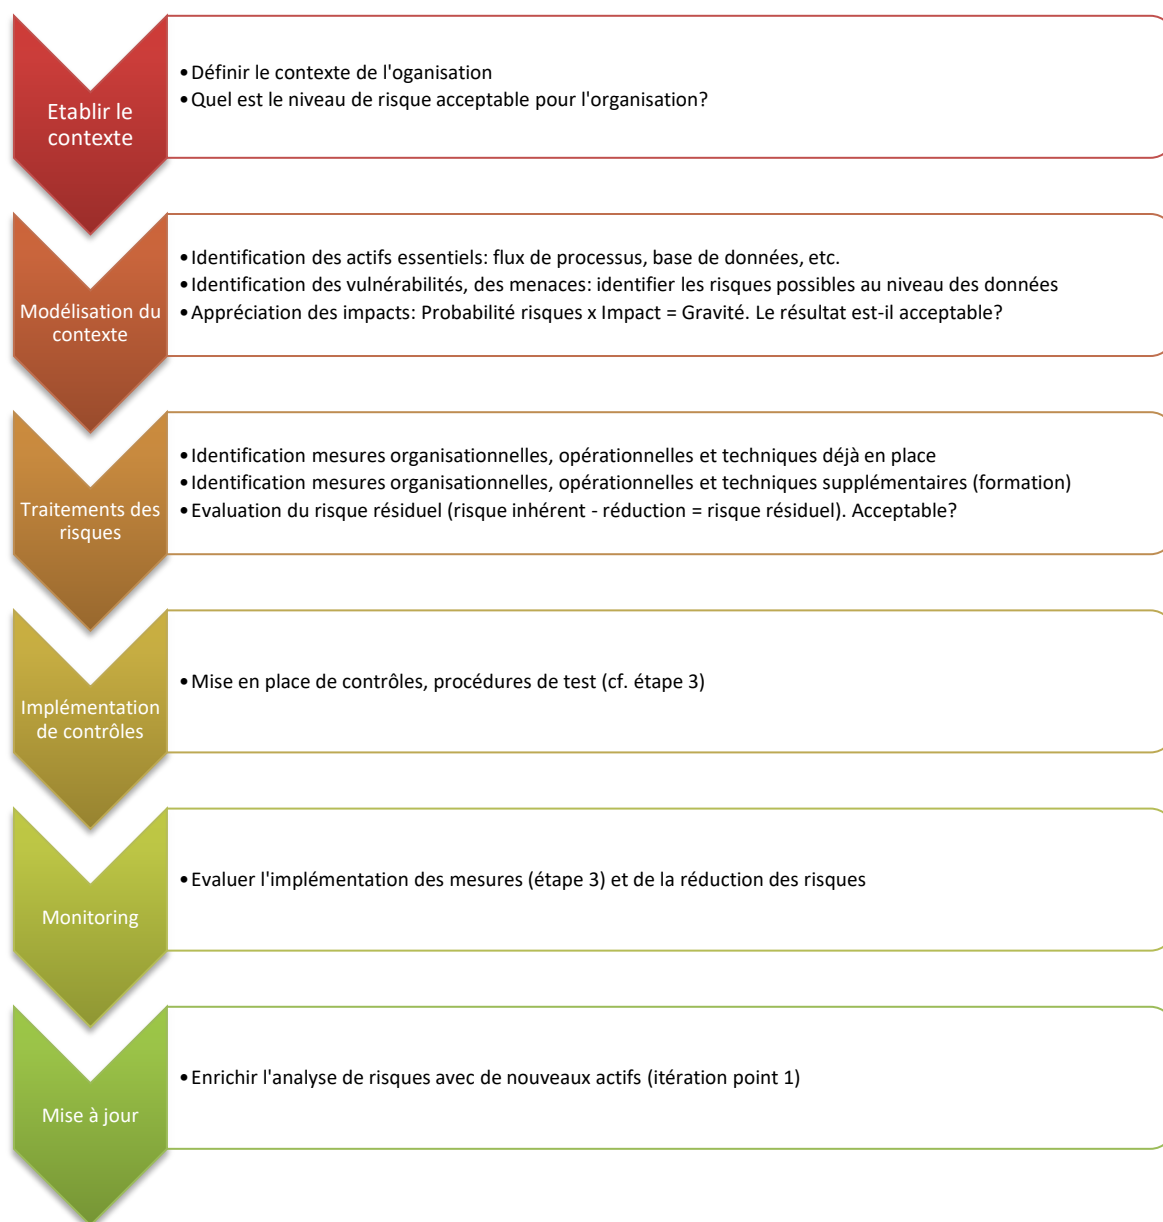 Etablir le
contexte
•Définir le contexte de l'oganisation
•Quel est le niveau de risque acceptable pour l'organisation?
Modélisation du
contexte
•Identification des actifs essentiels: flux de processus, base de données, etc.
•Identification des vulnérabilités, des menaces: identifier les risques possibles au niveau des données
•Appréciation des impacts: Probabilité risques x Impact = Gravité. Le résultat est-il acceptable?
Traitements des
risques
•Identification mesures organisationnelles, opérationnelles et techniques déjà en place
•Identification mesures organisationnelles, opérationnelles et techniques supplémentaires (formation)
•Evaluation du risque résiduel (risque inhérent - réduction = risque résiduel). Acceptable?
Implémentation
de contrôles
•Mise en place de contrôles, procédures de test (cf. étape 3)
Monitoring
•Evaluer l'implémentation des mesures (étape 3) et de la réduction des risques
Mise à jour
•Enrichir l'analyse de risques avec de nouveaux actifs (itération point 1)